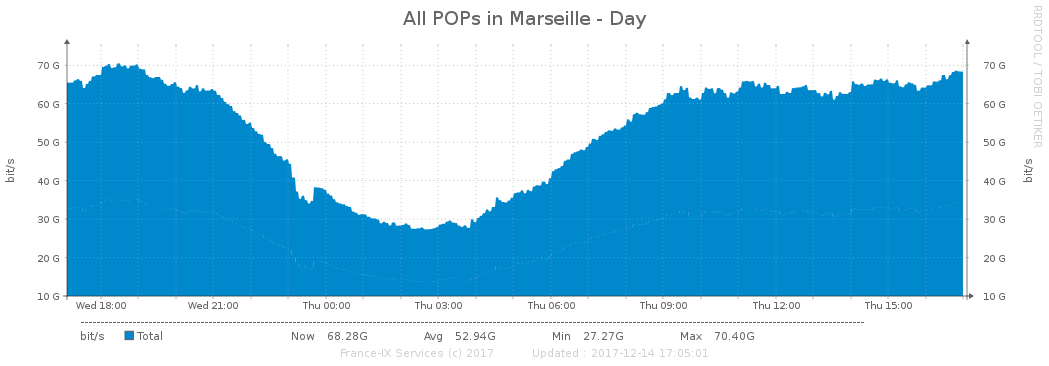 All POPs in Marseille - Day
RRDTOOL / TOBI OETIKER
bit/s
bit/s
70 G 70 G
60 G 60 G
50 G 50 G
40 G 40 G
30 G 30 G
20 G 20 G
10 G 10 G
Wed 18:00 Wed 21:00 Thu 00:00 Thu 03:00 Thu 06:00 Thu 09:00 Thu 12:00 Thu 15:00
bit/s Total Now 68.28G Avg 52.94G Min 27.27G Max 70.40G
France-IX Services (c) 2017 Updated : 2017-12-14 17:05:01